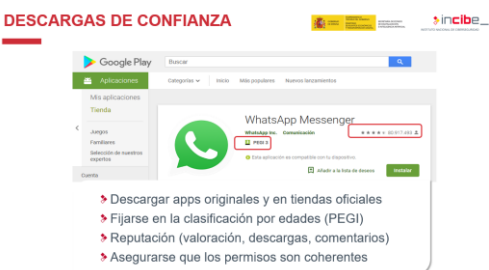 DESCARGAS DE CONFIANZA
incibe_
Google Play
Buscar
Aplicaciones
Categorías
Inicio
Más populares
Nuevos lanzamientos
Mis aplicaciones
Tienda
Juegos
Familiares
Selección de nuestros
expertos
Cuenta
WhatsApp Messenger
WhatsApp Inc. Comunicación
PEGI 3
Esta aplicación es compatible con tu dispositivo.
Añadir a la lista de deseos
Instalar
Descargar apps originales y en tiendas oficiales
Fijarse en la clasificación por edades (PEGI)
Reputación (valoración, descargas, comentarios)
Asegurarse que los permisos son coherentes